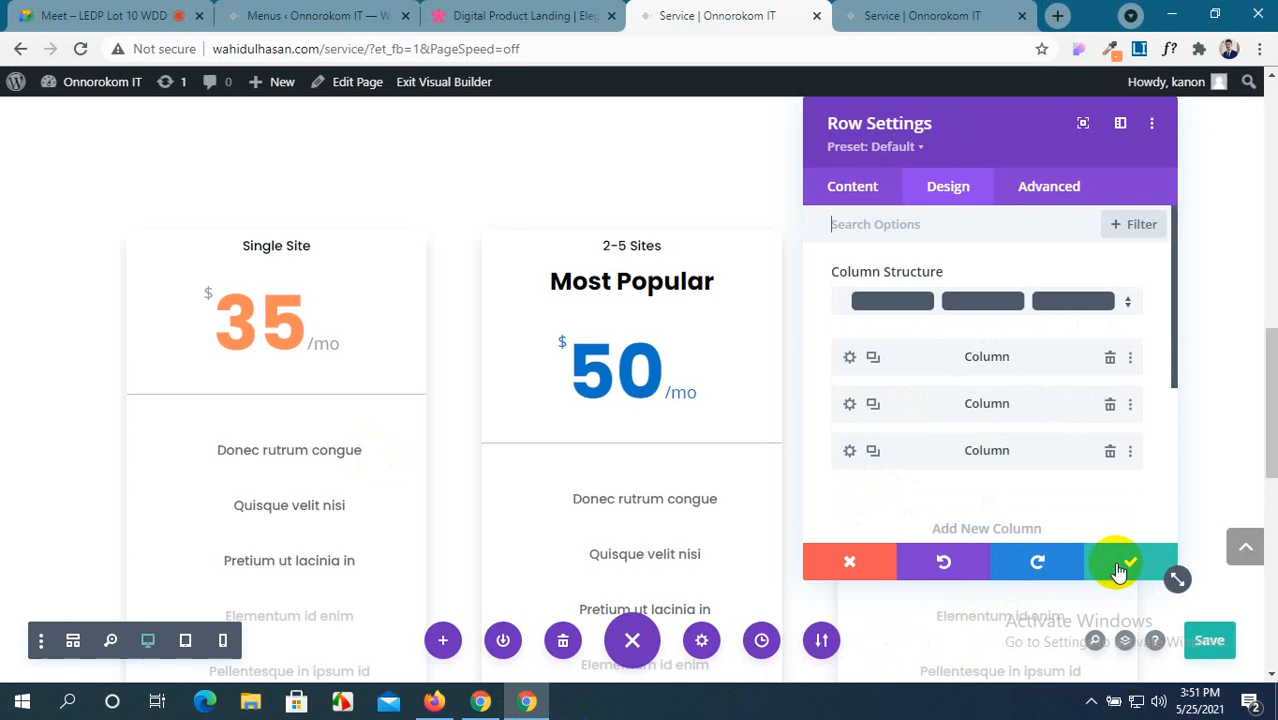 Meet – LEDP Lot 10 WDD
Menus ‹ Onnorokom IT — W
Digital Product Landing | Ele
Service | Onnorokom IT
Service | Onnorokom IT
Not secure
wahidulhasan.com/service/?et_fb=1&PageSpeed=off
Onnorokom IT
1
0
New
Edit Page
Exit Visual Builder
Howdy, kanon
Row Settings
Preset: Default
Content
Design
Advanced
Search Options
+ Filter
Column Structure
Column
Column
Column
Add New Column
Single Site
$
35
/mo
Donec rutrum congue
Quisque velit nisi
Pretium ut lacinia in
Elementum id enim
Pellentesque in ipsum id
2-5 Sites
Most Popular
$
50
/mo
Donec rutrum congue
Quisque velit nisi
Pretium ut lacinia in
Elementum id enim
Elementum id enim
Pellentesque in ipsum id
Activate Windows
Go to Setting
Save
3:51 PM
5/25/2021
2